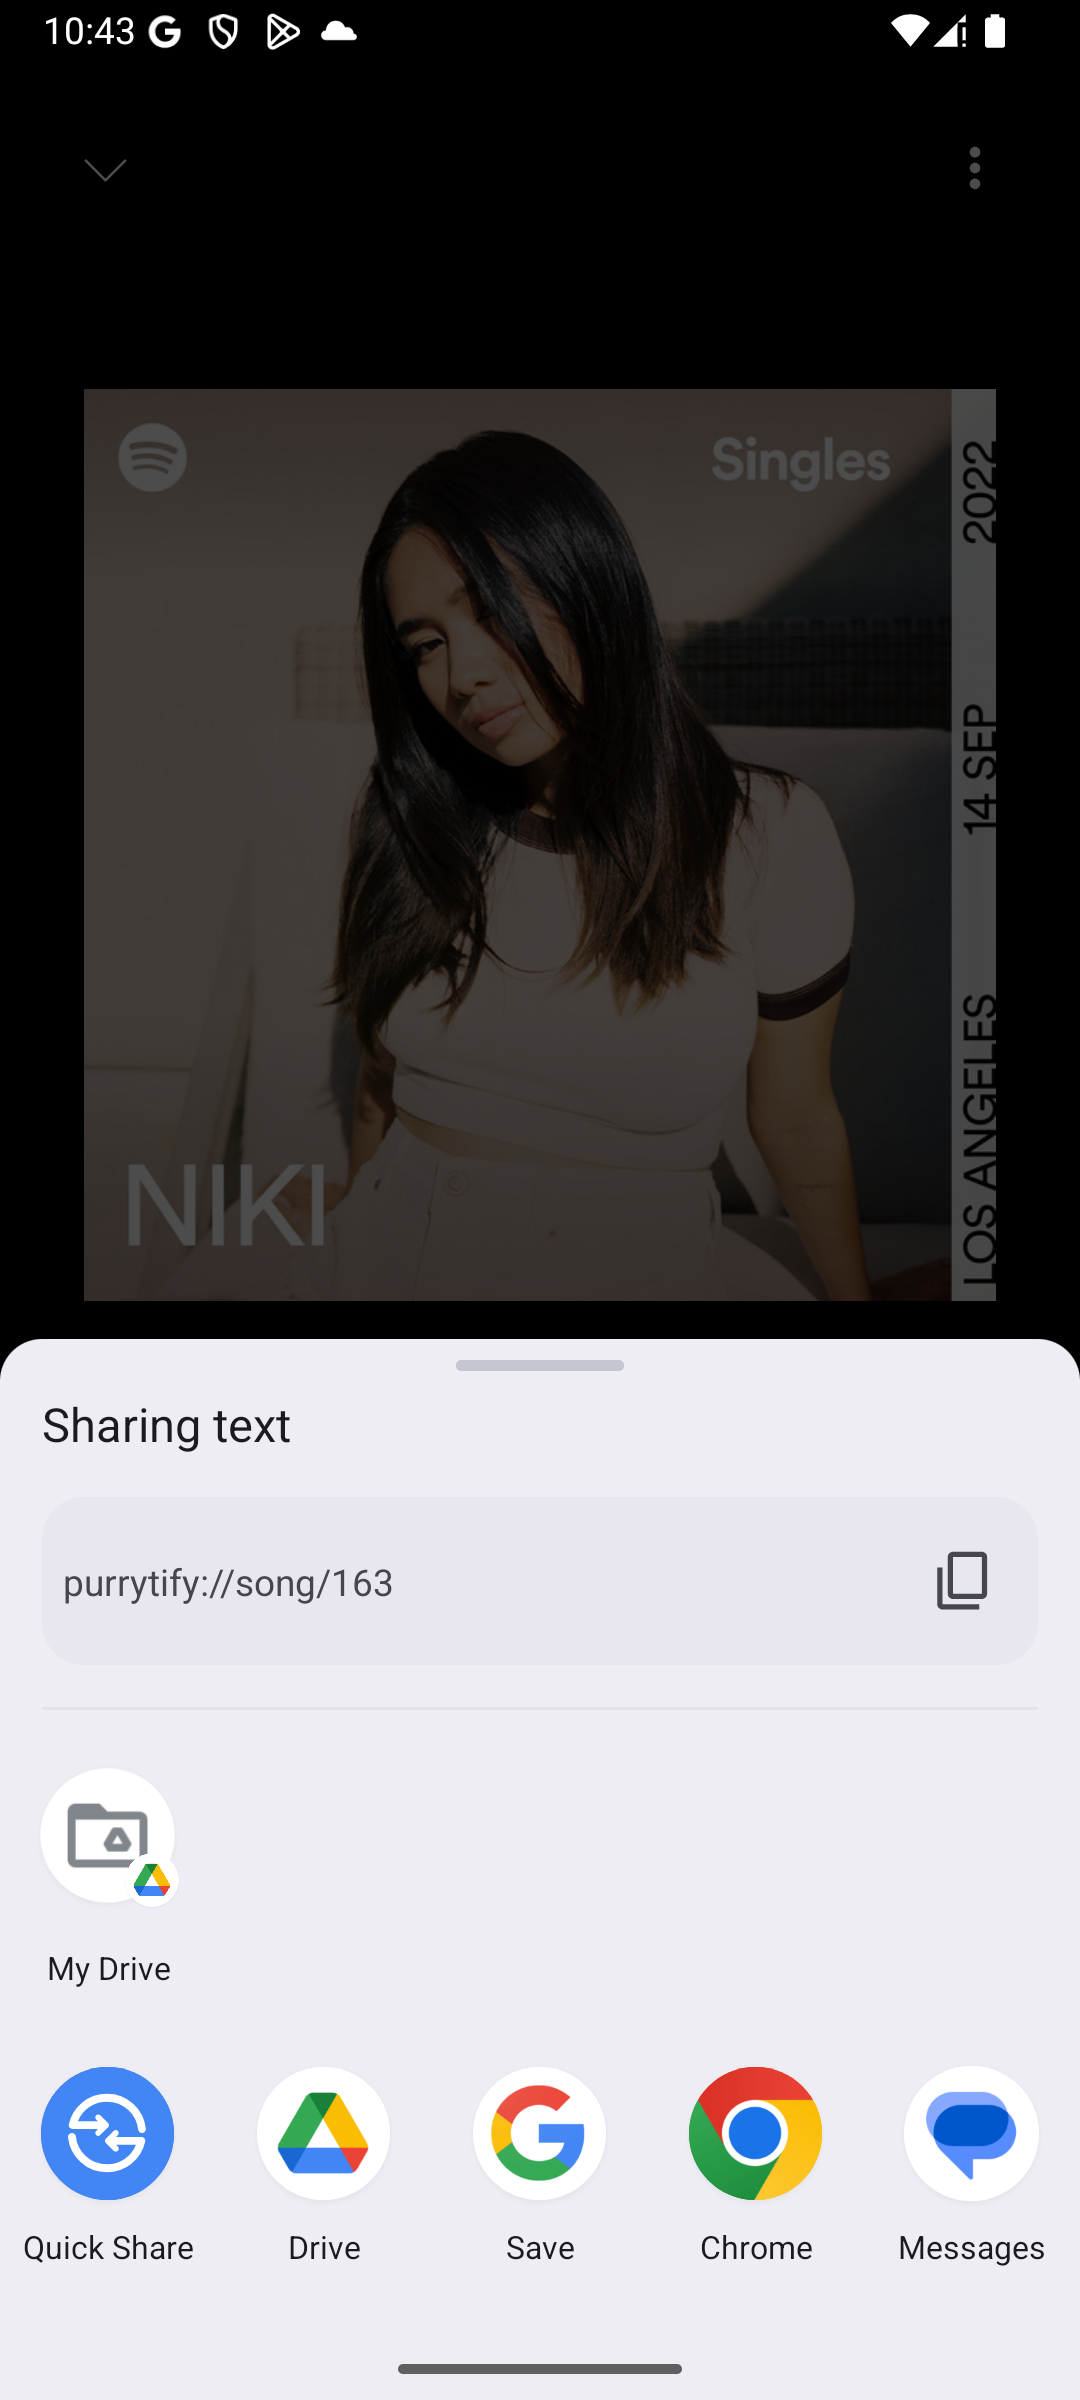 10:43
Singles
2022
14 SEP
LOS ANGELES
NIKI
Sharing text
purrytify://song/163
My Drive
Quick Share
Drive
Save
Chrome
Messages